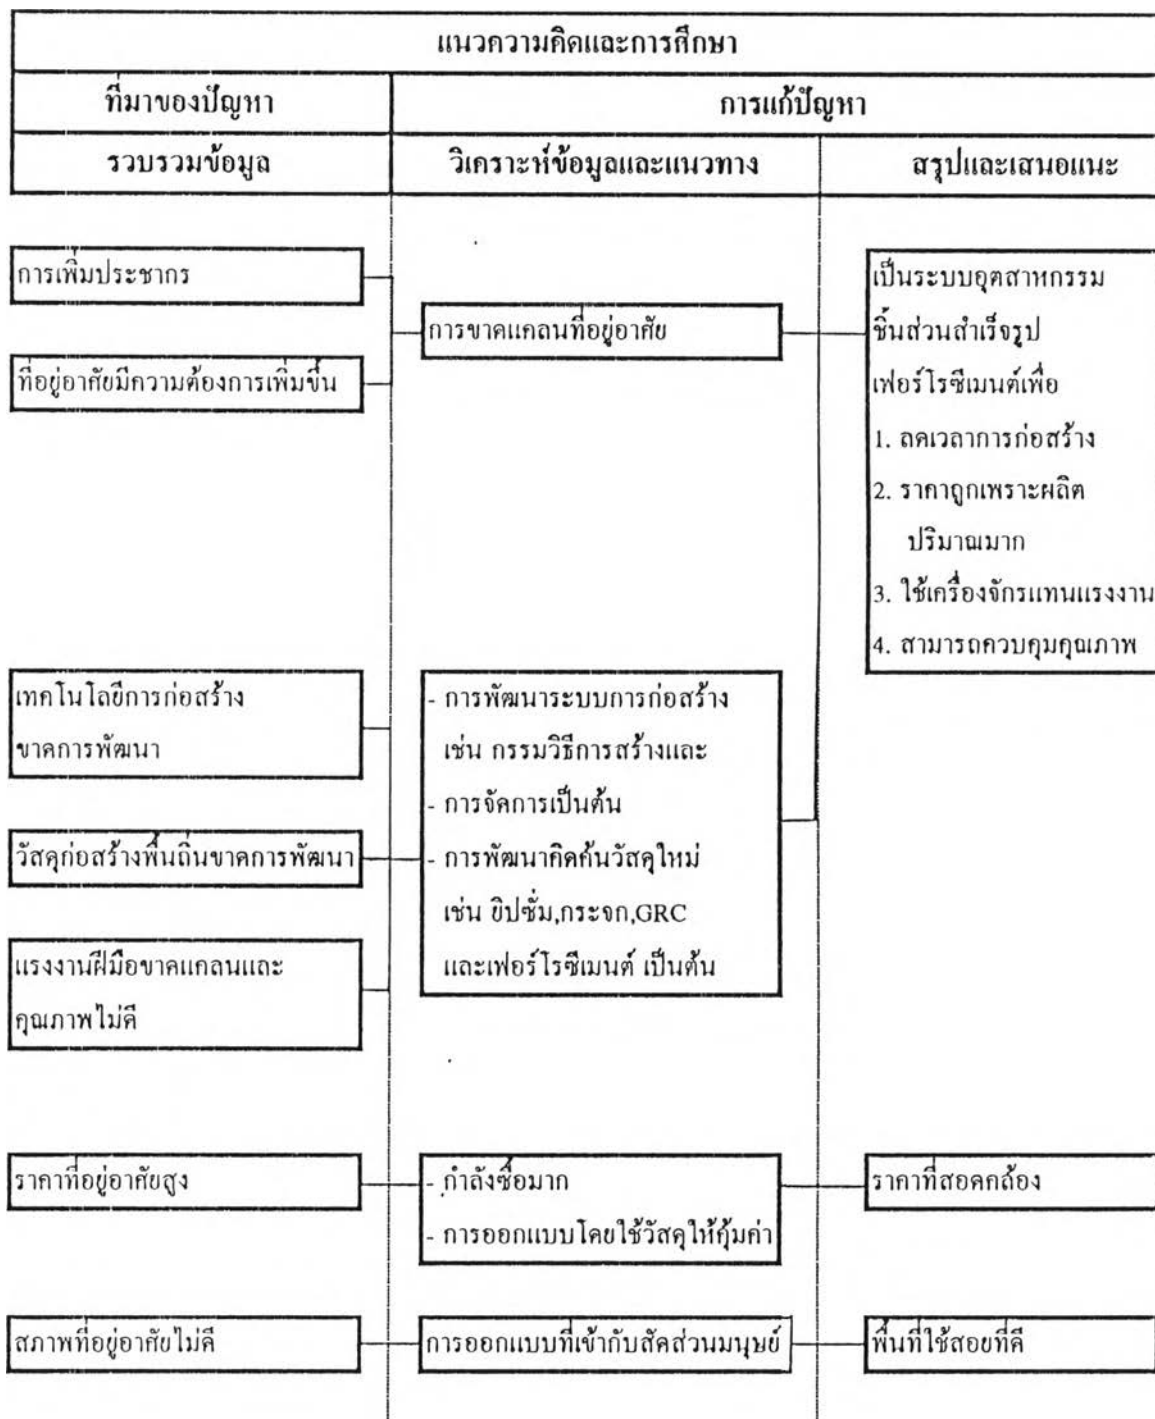 แนวความคิดและการศึกษา
ที่มาของปัญหา
การแก้ปัญหา
รวบรวมข้อมูล
วิเคราะห์ข้อมูลและแนวทาง
สรุปและเสนอแนะ
การเพิ่มประชากร
ที่อยู่อาศัยมีความต้องการเพิ่มขึ้น
การขาดแคลนที่อยู่อาศัย
เป็นระบบอุตสาหกรรม
ชิ้นส่วนสำเร็จรูป
เฟอร์โรซีเมนต์เพื่อ
1. ลดเวลาการก่อสร้าง
2. ราคาถูกเพราะผลิต
ปริมาณมาก
3. ใช้เครื่องจักรแทนแรงงาน
4. สามารถควบคุมคุณภาพ
เทคโนโลยีการก่อสร้าง
ขาดการพัฒนา
วัสดุก่อสร้างพื้นถิ่นขาดการพัฒนา
แรงงานฝีมือขาดแคลนและ
คุณภาพไม่ดี
- การพัฒนาระบบการก่อสร้าง
เช่น กรรมวิธีการสร้างและ
- การจัดการเป็นต้น
- การพัฒนาคิดค้นวัสดุใหม่
เช่น ยิปซั่ม,กระจก,GRC
และเฟอร์โรซีเมนต์ เป็นต้น
ราคาที่อยู่อาศัยสูง
- กำลังซื้อมาก
- การออกแบบโดยใช้วัสดุให้คุ้มค่า
ราคาที่สอดคล้อง
สภาพที่อยู่อาศัยไม่ดี
การออกแบบที่เข้ากับสัดส่วนมนุษย์
พื้นที่ใช้สอยที่ดี